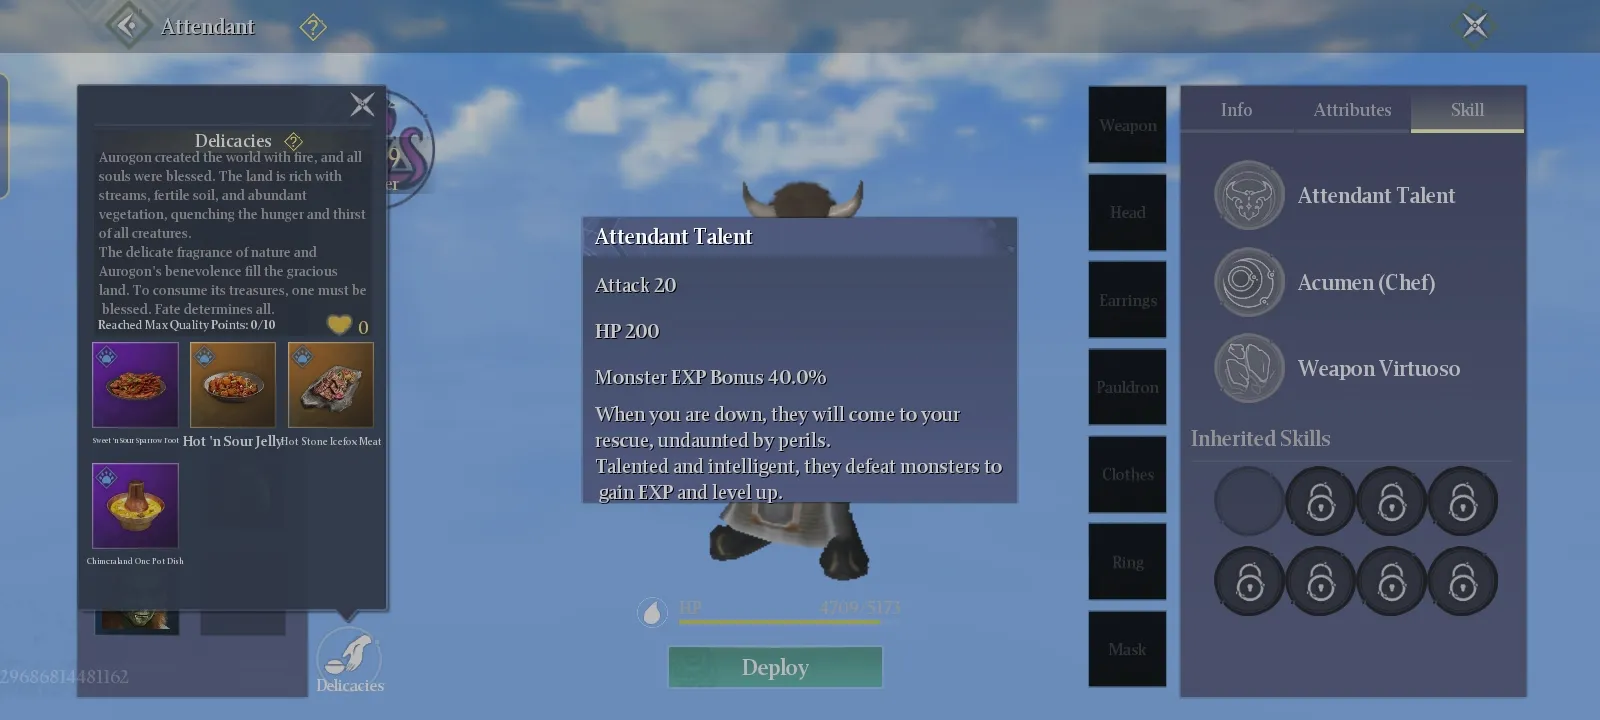 Attendant
Delicacies
Aurogon created the world with fire, and all
souls were blessed. The land is rich with
streams, fertile soil, and abundant
vegetation, quenching the hunger and thirst
of all creatures.
The delicate fragrance of nature and
Aurogon's benevolence fill the gracious
land. To consume its treasures, one must be
blessed. Fate determines all.
Reached Max Quality Points: 0/10
0
Sweet 'n Sour Sparrow Foot
Hot 'n Sour Jelly
Hot Stone Icefox Meat
Chimeraland One Pot Dish
29686814481162
Delicacies
9
er
Attendant Talent
Attack 20
HP 200
Monster EXP Bonus 40.0%
When you are down, they will come to your
rescue, undaunted by perils.
Talented and intelligent, they defeat monsters to
gain EXP and level up.
HP 4709/5173
Deploy
Weapon
Head
Earrings
Pauldron
Clothes
Ring
Mask
Info Attributes Skill
Attendant Talent
Acumen (Chef)
Weapon Virtuoso
Inherited Skills